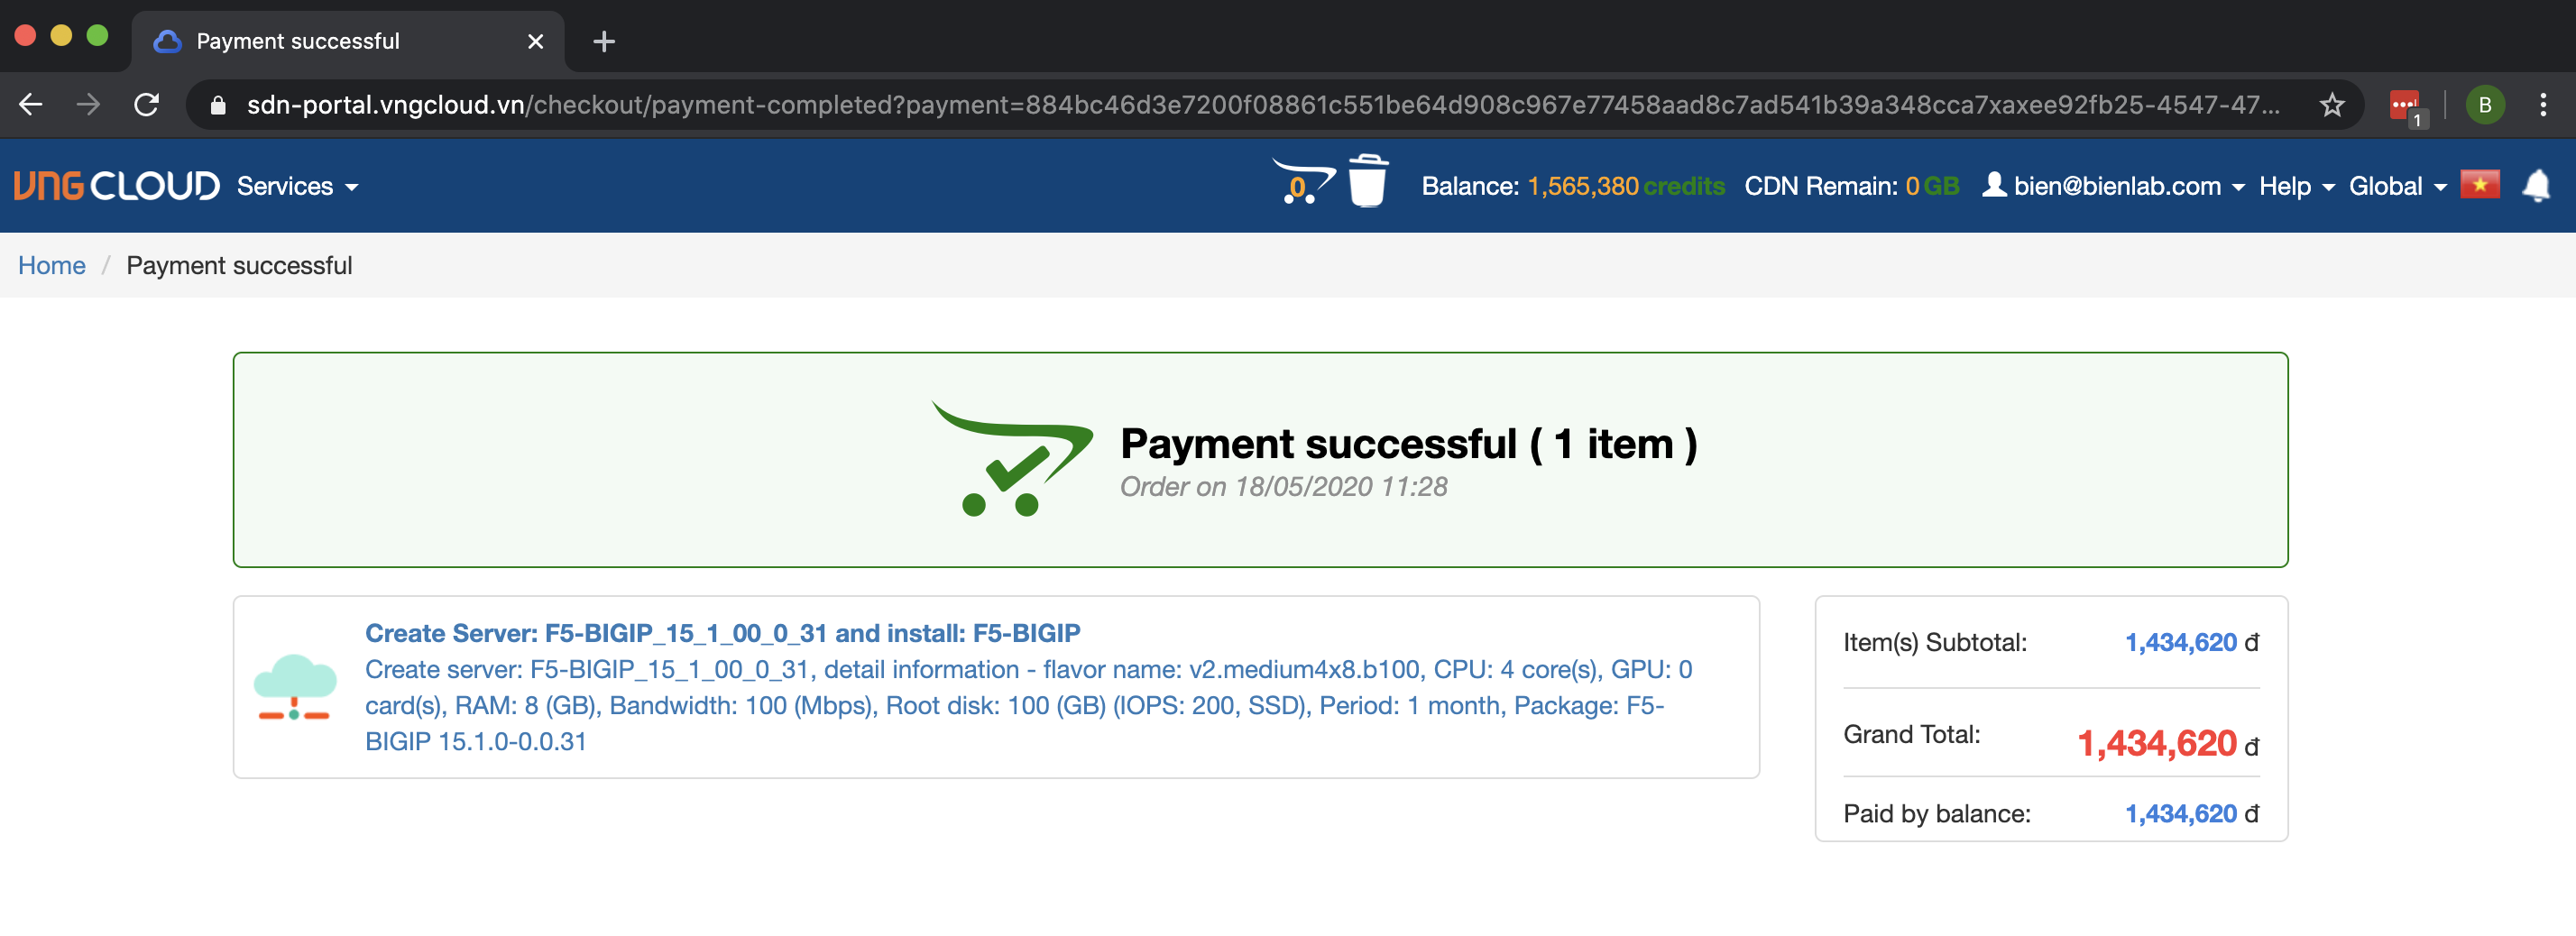 Payment successful
sdn-portal.vngcloud.vn/checkout/payment-completed?payment=884bc46d3e7200f08861c551be64d908c967e77458aad8c7ad541b39a348cca7xaxee92fb25-4547-47...
1
B
VNG CLOUD Services
0
Balance: 1,565,380 credits CDN Remain: 0 GB bien@bienlab.com Help Global
Home / Payment successful
Payment successful ( 1 item )
Order on 18/05/2020 11:28
Create Server: F5-BIGIP_15_1_00_0_31 and install: F5-BIGIP
Create server: F5-BIGIP_15_1_00_0_31, detail information - flavor name: v2.medium4x8.b100, CPU: 4 core(s), GPU: 0
card(s), RAM: 8 (GB), Bandwidth: 100 (Mbps), Root disk: 100 (GB) (IOPS: 200, SSD), Period: 1 month, Package: F5-
BIGIP 15.1.0-0.0.31
Item(s) Subtotal: 1,434,620 đ
Grand Total: 1,434,620 đ
Paid by balance: 1,434,620 đ